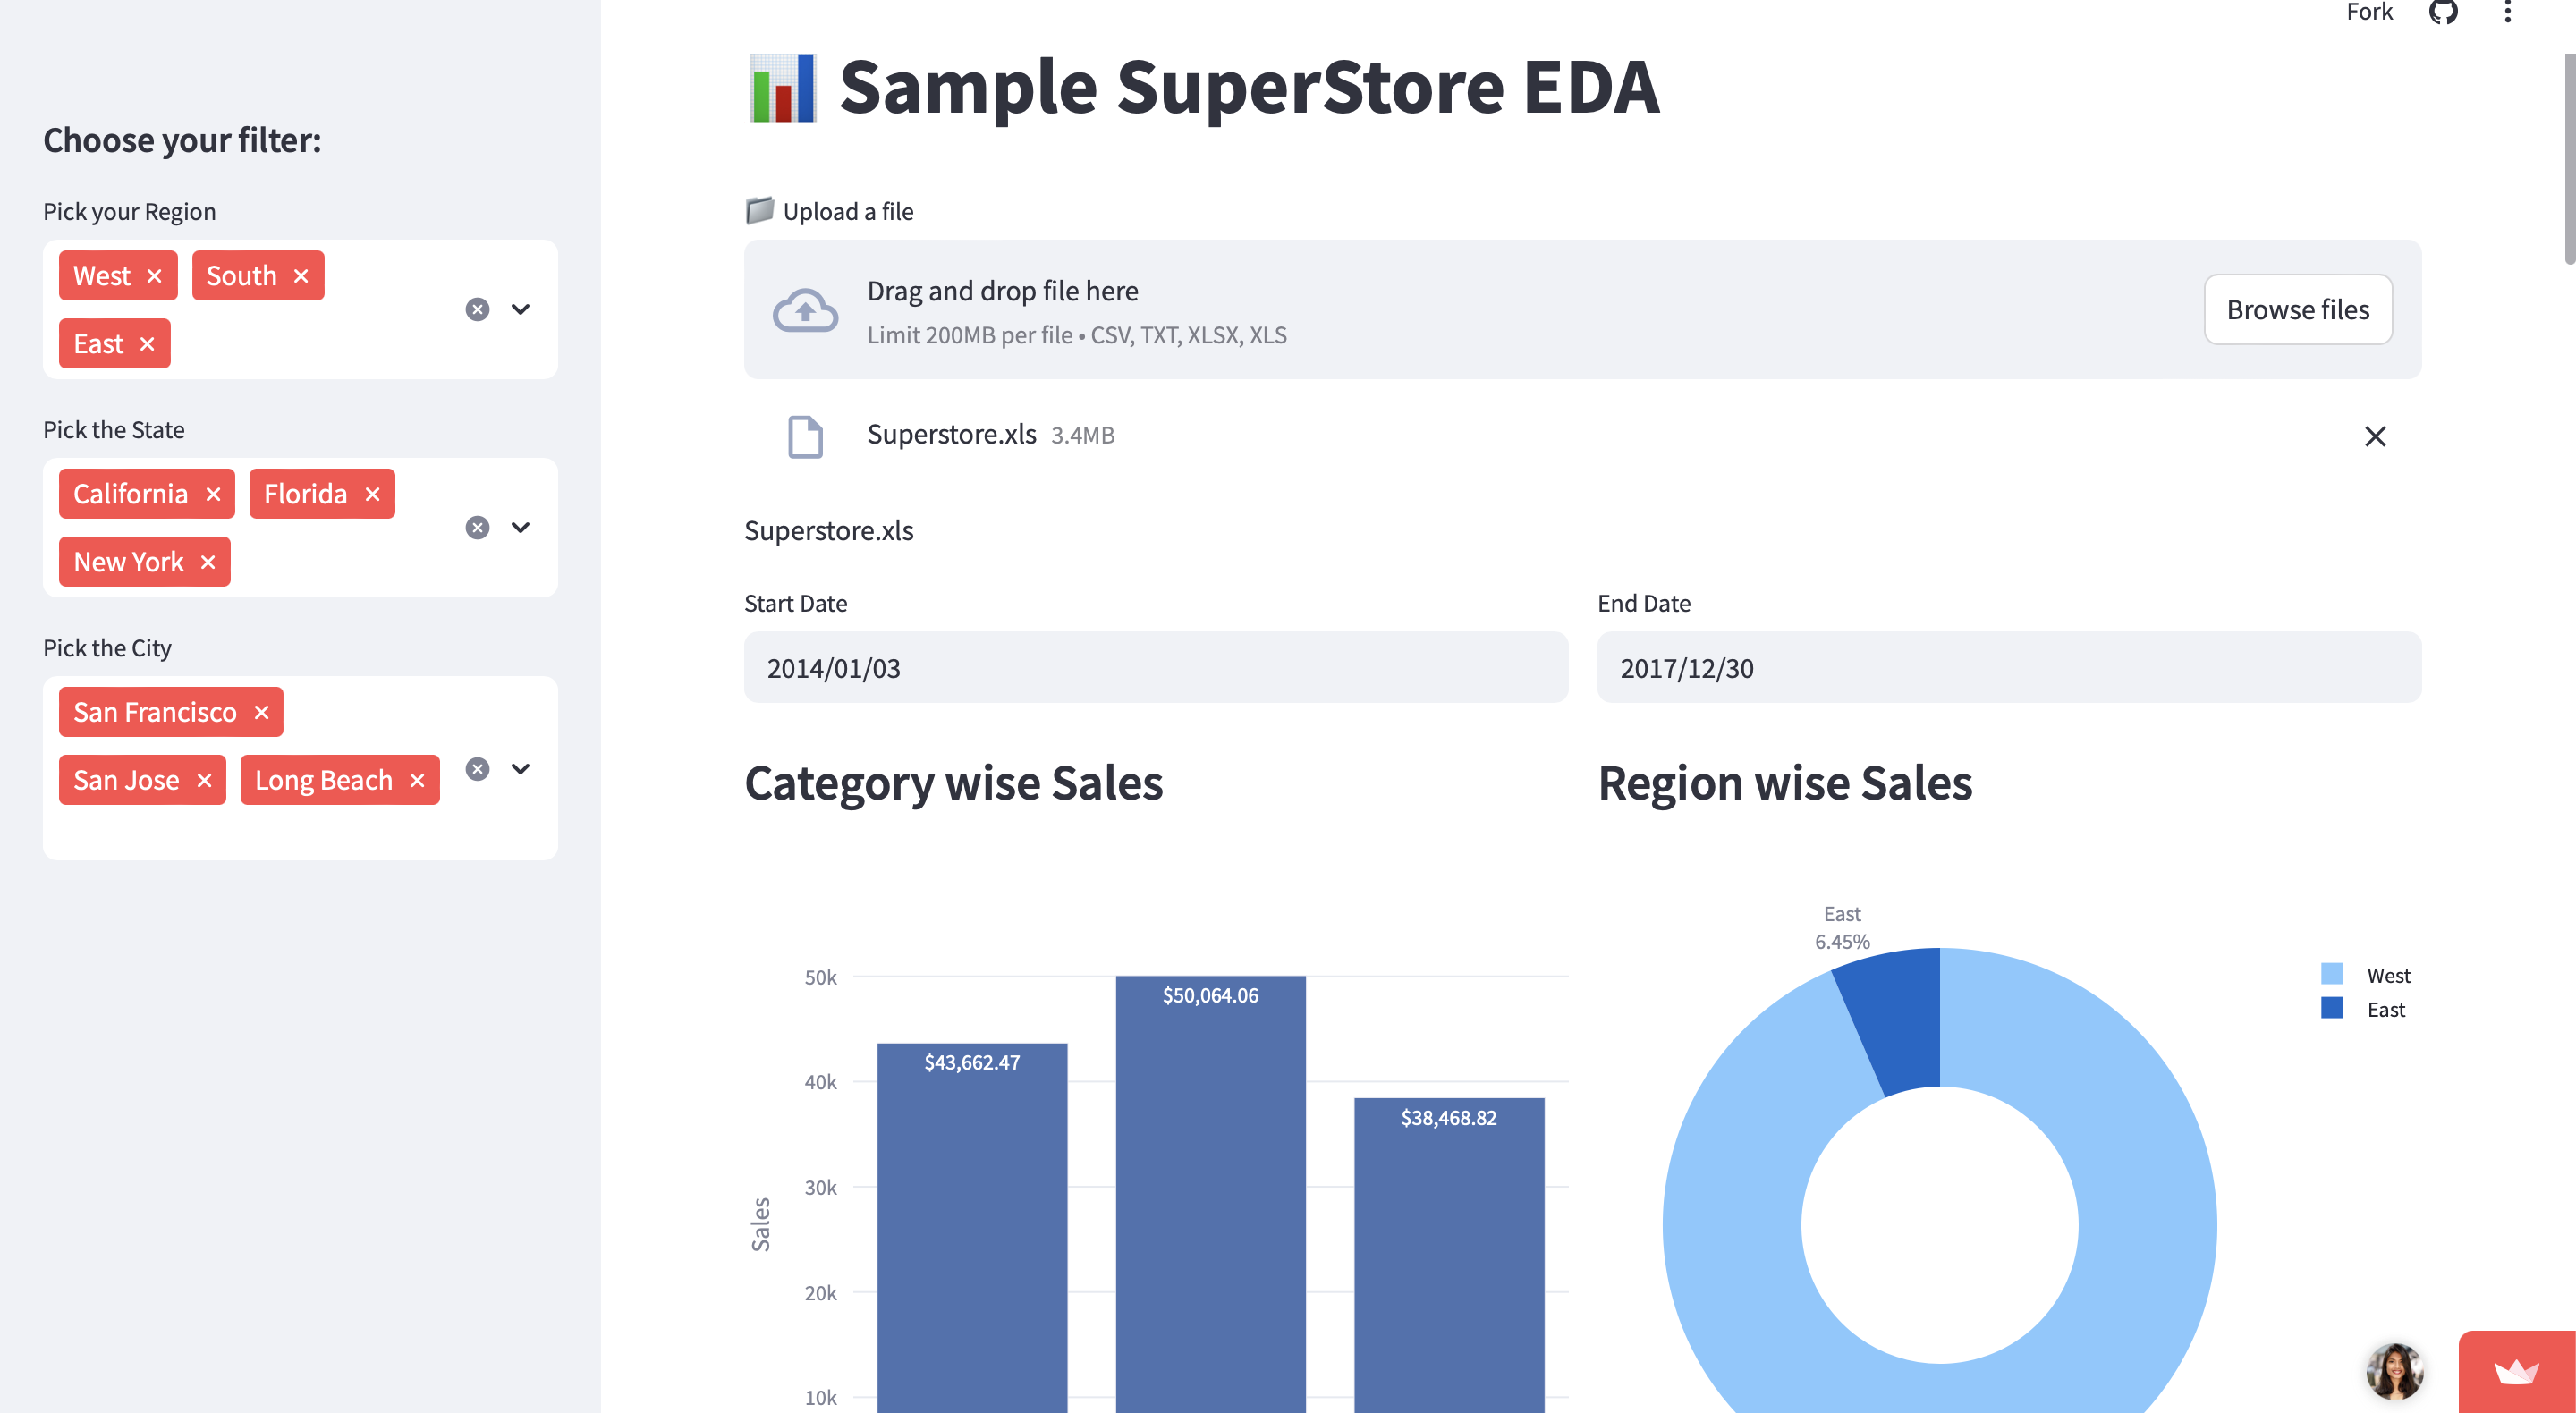 Fork
Choose your filter:
Pick your Region
West
South
East
Pick the State
California
Florida
New York
Pick the City
San Francisco
San Jose
Long Beach
Sample SuperStore EDA
Upload a file
Drag and drop file here
Limit 200MB per file • CSV, TXT, XLSX, XLS
Browse files
Superstore.xls 3.4MB
Superstore.xls
Start Date
2014/01/03
End Date
2017/12/30
Category wise Sales
50k
40k
30k
20k
10k
Sales
$43,662.47
$50,064.06
$38,468.82
Region wise Sales
East
6.45%
West
East